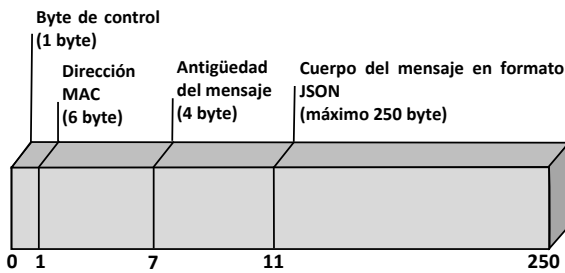 Byte de control
(1 byte)
Dirección
MAC
(6 byte)
Antigüedad
del mensaje
(4 byte)
Cuerpo del mensaje en formato
JSON
(máximo 250 byte)
0 1 7 11 250